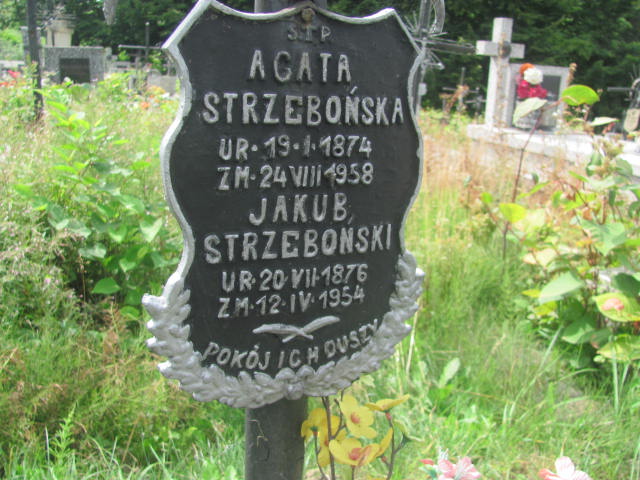 Ś.T.P.
AGATA
STRZEBOŃSKA
UR·19·I·1874
ZM·24 VIII 1958
JAKUB
STRZEBOŃSKI
UR·20·VII·1876
ZM·12·IV·1954
POKÓJ ICH DUSZY